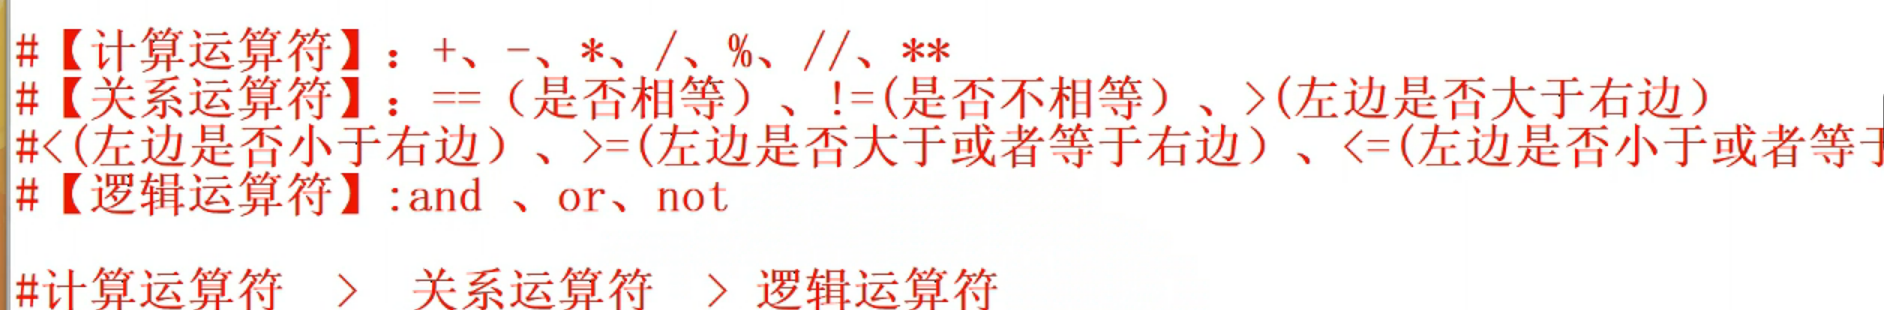 #【计算运算符】：+、-、*、/、%、//、**
#【关系运算符】：==（是否相等）、!=(是否不相等）、>(左边是否大于右边）
#<(左边是否小于右边）、>=(左边是否大于或者等于右边）、<=(左边是否小于或者等于
#【逻辑运算符】:and 、or、not
#计算运算符 > 关系运算符 > 逻辑运算符